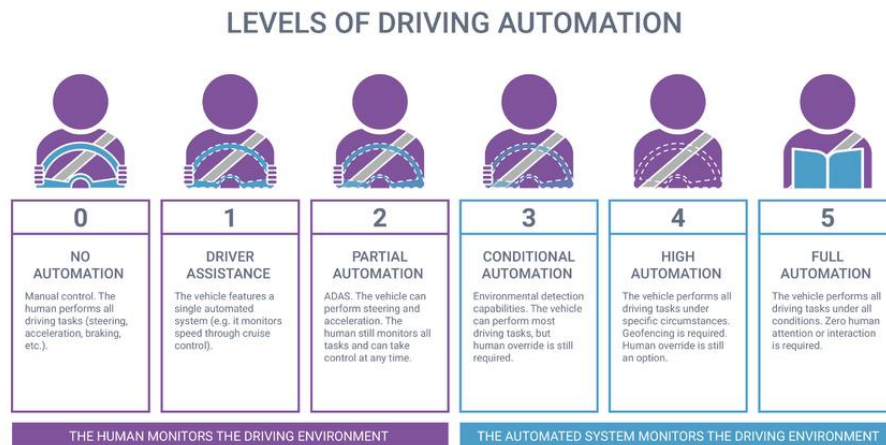 LEVELS OF DRIVING AUTOMATION
0
NO
AUTOMATION
Manual control. The
human performs all
driving tasks (steering,
acceleration, braking,
etc.).
1
DRIVER
ASSISTANCE
The vehicle features a
single automated
system (e.g. it monitors
speed through cruise
control).
2
PARTIAL
AUTOMATION
ADAS. The vehicle can
perform steering and
acceleration. The
human still monitors all
tasks and can take
control at any time.
3
CONDITIONAL
AUTOMATION
Environmental detection
capabilities. The vehicle
can perform most
driving tasks, but
human override is still
required.
4
HIGH
AUTOMATION
The vehicle performs all
driving tasks under
specific circumstances.
Geofencing is required.
Human override is still
an option.
5
FULL
AUTOMATION
The vehicle performs all
driving tasks under all
conditions. Zero human
attention or interaction
is required.
THE HUMAN MONITORS THE DRIVING ENVIRONMENT
THE AUTOMATED SYSTEM MONITORS THE DRIVING ENVIRONMENT